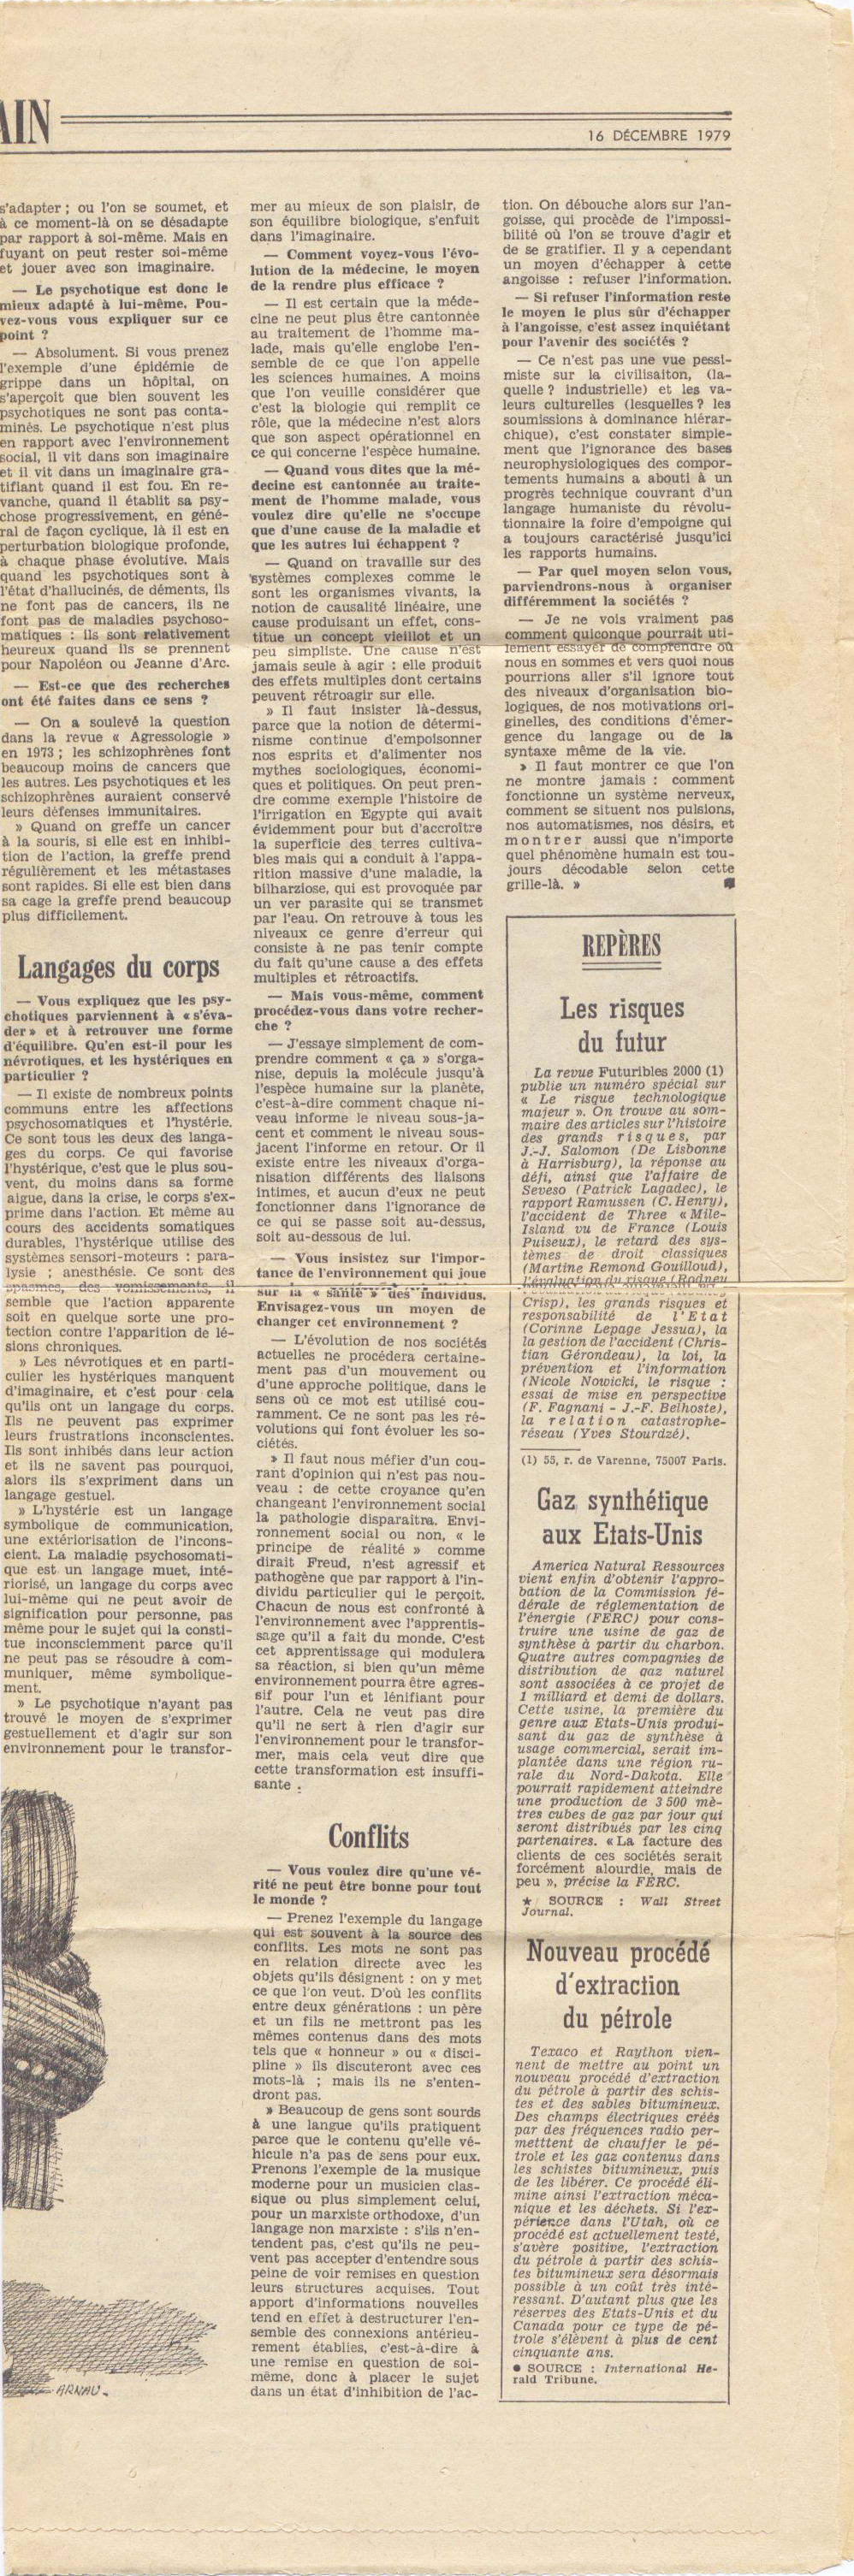 AIN
16 DÉCEMBRE 1979
s'adapter ; ou l'on se soumet, et
à ce moment-là on se désadapte
par rapport à soi-même. Mais en
fuyant on peut rester soi-même
et jouer avec son imaginaire.
— Le psychotique est donc le
mieux adapté à lui-même. Pou-
vez-vous vous expliquer sur ce
point ?
— Absolument. Si vous prenez
l'exemple d'une épidémie de
grippe dans un hôpital, on
s'aperçoit que bien souvent les
psychotiques ne sont pas conta-
minés. Le psychotique n'est plus
en rapport avec l'environnement
social, il vit dans son imaginaire
et il vit dans un imaginaire gra-
tifiant quand il est fou. En re-
vanche, quand il établit sa psy-
chose progressivement, en géné-
ral de façon cyclique, là il est en
perturbation biologique profonde,
à chaque phase évolutive. Mais
quand les psychotiques sont à
l'état d'hallucinés, de déments, ils
ne font pas de cancers, ils ne
font pas de maladies psychoso-
matiques : ils sont relativement
heureux quand ils se prennent
pour Napoléon ou Jeanne d'Arc.
— Est-ce que des recherches
ont été faites dans ce sens ?
— On a soulevé la question
dans la revue « Agressologie »
en 1973 ; les schizophrènes font
beaucoup moins de cancers que
les autres. Les psychotiques et les
schizophrènes auraient conservé
leurs défenses immunitaires.
» Quand on greffe un cancer
à la souris, si elle est en inhibi-
tion de l'action, la greffe prend
régulièrement et les métastases
sont rapides. Si elle est bien dans
sa cage la greffe prend beaucoup
plus difficilement.
Langages du corps
— Vous expliquez que les psy-
chotiques parviennent à « s'éva-
der » et à retrouver une forme
d'équilibre. Qu'en est-il pour les
névrotiques, et les hystériques en
particulier ?
— Il existe de nombreux points
communs entre les affections
psychosomatiques et l'hystérie.
Ce sont tous les deux des langa-
ges du corps. Ce qui favorise
l'hystérique, c'est que le plus sou-
vent, du moins dans sa forme
aigue, dans la crise, le corps s'ex-
prime dans l'action. Et même au
cours des accidents somatiques
durables, l'hystérique utilise des
systèmes sensori-moteurs : para-
lysie ; anesthésie. Ce sont des
spasmes, des vomissements, il
semble que l'action apparente
soit en quelque sorte une pro-
tection contre l'apparition de lé-
sions chroniques.
» Les névrotiques et en parti-
culier les hystériques manquent
d'imaginaire, et c'est pour cela
qu'ils ont un langage du corps.
Ils ne peuvent pas exprimer
leurs frustrations inconscientes.
Ils sont inhibés dans leur action
et ils ne savent pas pourquoi,
alors ils s'expriment dans un
langage gestuel.
» L'hystérie est un langage
symbolique de communication,
une extériorisation de l'incons-
cient. La maladie psychosomati-
que est un langage muet, inté-
riorisé, un langage du corps avec
lui-même qui ne peut avoir de
signification pour personne, pas
même pour le sujet qui la consti-
tue inconsciemment parce qu'il
ne peut pas se résoudre à com-
muniquer, même symbolique-
ment.
» Le psychotique n'ayant pas
trouvé le moyen de s'exprimer
gestuellement et d'agir sur son
environnement pour le transfor-
ARNAU.
mer au mieux de son plaisir, de
son équilibre biologique, s'enfuit
dans l'imaginaire.
— Comment voyez-vous l'évo-
lution de la médecine, le moyen
de la rendre plus efficace ?
— Il est certain que la méde-
cine ne peut plus être cantonnée
au traitement de l'homme ma-
lade, mais qu'elle englobe l'en-
semble de ce que l'on appelle
les sciences humaines. A moins
que l'on veuille considérer que
c'est la biologie qui remplit ce
rôle, que la médecine n'est alors
que son aspect opérationnel en
ce qui concerne l'espèce humaine.
— Quand vous dites que la mé-
decine est cantonnée au traite-
ment de l'homme malade, vous
voulez dire qu'elle ne s'occupe
que d'une cause de la maladie et
que les autres lui échappent ?
— Quand on travaille sur des
systèmes complexes comme le
sont les organismes vivants, la
notion de causalité linéaire, une
cause produisant un effet, cons-
titue un concept vieillot et un
peu simpliste. Une cause n'est
jamais seule à agir : elle produit
des effets multiples dont certains
peuvent rétroagir sur elle.
» Il faut insister là-dessus,
parce que la notion de détermi-
nisme continue d'empoisonner
nos esprits et d'alimenter nos
mythes sociologiques, économi-
ques et politiques. On peut pren-
dre comme exemple l'histoire de
l'irrigation en Egypte qui avait
évidemment pour but d'accroître
la superficie des terres cultiva-
bles mais qui a conduit à l'appa-
rition massive d'une maladie, la
bilharziose, qui est provoquée par
un ver parasite qui se transmet
par l'eau. On retrouve à tous les
niveaux ce genre d'erreur qui
consiste à ne pas tenir compte
du fait qu'une cause a des effets
multiples et rétroactifs.
— Mais vous-même, comment
procédez-vous dans votre recher-
che ?
— J'essaye simplement de com-
prendre comment « ça » s'orga-
nise, depuis la molécule jusqu'à
l'espèce humaine sur la planète,
c'est-à-dire comment chaque ni-
veau informe le niveau sous-ja-
cent et comment le niveau sous-
jacent l'informe en retour. Or il
existe entre les niveaux d'orga-
nisation différents des liaisons
intimes, et aucun d'eux ne peut
fonctionner dans l'ignorance de
ce qui se passe soit au-dessus,
soit au-dessous de lui.
— Vous insistez sur l'impor-
tance de l'environnement qui joue
sur la « santé » des individus.
Envisagez-vous un moyen de
changer cet environnement ?
— L'évolution de nos sociétés
actuelles ne procédera certaine-
ment pas d'un mouvement ou
d'une approche politique, dans le
sens où ce mot est utilisé cou-
ramment. Ce ne sont pas les ré-
volutions qui font évoluer les so-
ciétés.
» Il faut nous méfier d'un cou-
rant d'opinion qui n'est pas nou-
veau : de cette croyance qu'en
changeant l'environnement social
la pathologie disparaîtra. Envi-
ronnement social ou non, « le
principe de réalité » comme
dirait Freud, n'est agressif et
pathogène que par rapport à l'in-
dividu particulier qui le perçoit.
Chacun de nous est confronté à
l'environnement avec l'apprentis-
sage qu'il a fait du monde. C'est
cet apprentissage qui modulera
sa réaction, si bien qu'un même
environnement pourra être agres-
sif pour l'un et lénifiant pour
l'autre. Cela ne veut pas dire
qu'il ne sert à rien d'agir sur
l'environnement pour le transfor-
mer, mais cela veut dire que
cette transformation est insuffi-
sante .
Conflits
— Vous voulez dire qu'une vé-
rité ne peut être bonne pour tout
le monde ?
— Prenez l'exemple du langage
qui est souvent à la source des
conflits. Les mots ne sont pas
en relation directe avec les
objets qu'ils désignent : on y met
ce que l'on veut. D'où les conflits
entre deux générations : un père
et un fils ne mettront pas les
mêmes contenus dans des mots
tels que « honneur » ou « disci-
pline » ils discuteront avec ces
mots-là ; mais ils ne s'enten-
dront pas.
» Beaucoup de gens sont sourds
à une langue qu'ils pratiquent
parce que le contenu qu'elle vé-
hicule n'a pas de sens pour eux.
Prenons l'exemple de la musique
moderne pour un musicien clas-
sique ou plus simplement celui,
pour un marxiste orthodoxe, d'un
langage non marxiste : s'ils n'en-
tendent pas, c'est qu'ils ne peu-
vent pas accepter d'entendre sous
peine de voir remises en question
leurs structures acquises. Tout
apport d'informations nouvelles
tend en effet à destructurer l'en-
semble des connexions antérieu-
rement établies, c'est-à-dire à
une remise en question de soi-
même, donc à placer le sujet
dans un état d'inhibition de l'ac-
tion. On débouche alors sur l'an-
goisse, qui procède de l'impossi-
bilité où l'on se trouve d'agir et
de se gratifier. Il y a cependant
un moyen d'échapper à cette
angoisse : refuser l'information.
— Si refuser l'information reste
le moyen le plus sûr d'échapper
à l'angoisse, c'est assez inquiétant
pour l'avenir des sociétés ?
— Ce n'est pas une vue pessi-
miste sur la civilisaiton, (la-
quelle ? industrielle) et les va-
leurs culturelles (lesquelles ? les
soumissions à dominance hiérar-
chique), c'est constater simple-
ment que l'ignorance des bases
neurophysiologiques des compor-
tements humains a abouti à un
progrès technique couvrant d'un
langage humaniste du révolu-
tionnaire la foire d'empoigne qui
a toujours caractérisé jusqu'ici
les rapports humains.
— Par quel moyen selon vous,
parviendrons-nous à organiser
différemment la sociétés ?
— Je ne vois vraiment pas
comment quiconque pourrait uti-
lement essayer de comprendre où
nous en sommes et vers quoi nous
pourrions aller s'il ignore tout
des niveaux d'organisation bio-
logiques, de nos motivations ori-
ginelles, des conditions d'émer-
gence du langage ou de la
syntaxe même de la vie.
» Il faut montrer ce que l'on
ne montre jamais : comment
fonctionne un système nerveux,
comment se situent nos pulsions,
nos automatismes, nos désirs, et
montrer aussi que n'importe
quel phénomène humain est tou-
jours décodable selon cette
grille-là. »
REPÈRES
Les risques
du futur
La revue Futuribles 2000 (1)
publie un numéro spécial sur
« Le risque technologique
majeur ». On trouve au som-
maire des articles sur l'histoire
des grands risques, par
J.-J. Salomon (De Lisbonne
à Harrisburg), la réponse au
défi, ainsi que l'affaire de
Seveso (Patrick Lagadec), le
rapport Ramussen (C. Henry),
l'accident de Three « Mile-
Island vu de France (Louis
Puiseux), le retard des sys-
tèmes de droit classiques
(Martine Remond Gouilloud),
l'évaluation du risque (Rodney
Crisp), les grands risques et
responsabilité de l'Etat
(Corinne Lepage Jessua), la
la gestion de l'accident (Chris-
tian Gérondeau), la loi, la
prévention et l'information
(Nicole Nowicki, le risque :
essai de mise en perspective
(F. Fagnani - J.-F. Belhoste),
la relation catastrophe-
réseau (Yves Stourdzé).
(1) 55, r. de Varenne, 75007 Paris.
Gaz synthétique
aux Etats-Unis
America Natural Ressources
vient enfin d'obtenir l'appro-
bation de la Commission fé-
dérale de réglementation de
l'énergie (FERC) pour cons-
truire une usine de gaz de
synthèse à partir du charbon.
Quatre autres compagnies de
distribution de gaz naturel
sont associées à ce projet de
1 milliard et demi de dollars.
Cette usine, la première du
genre aux Etats-Unis produi-
sant du gaz de synthèse à
usage commercial, serait im-
plantée dans une région ru-
rale du Nord-Dakota. Elle
pourrait rapidement atteindre
une production de 3 500 mè-
tres cubes de gaz par jour qui
seront distribués par les cinq
partenaires. « La facture des
clients de ces sociétés serait
forcément alourdie, mais de
peu », précise la FERC.
★ SOURCE : Wall Street
Journal.
Nouveau procédé
d'extraction
du pétrole
Texaco et Raython vien-
nent de mettre au point un
nouveau procédé d'extraction
du pétrole à partir des schis-
tes et des sables bitumineux.
Des champs électriques créés
par des fréquences radio per-
metttent de chauffer le pé-
trole et les gaz contenus dans
les schistes bitumineux, puis
de les libérer. Ce procédé éli-
mine ainsi l'extraction méca-
nique et les déchets. Si l'ex-
périence dans l'Utah, où ce
procédé est actuellement testé,
s'avère positive, l'extraction
du pétrole à partir des schis-
tes bitumineux sera désormais
possible à un coût très inté-
ressant. D'autant plus que les
réserves des Etats-Unis et du
Canada pour ce type de pé-
trole s'élèvent à plus de cent
cinquante ans.
● SOURCE : International He-
rald Tribune.